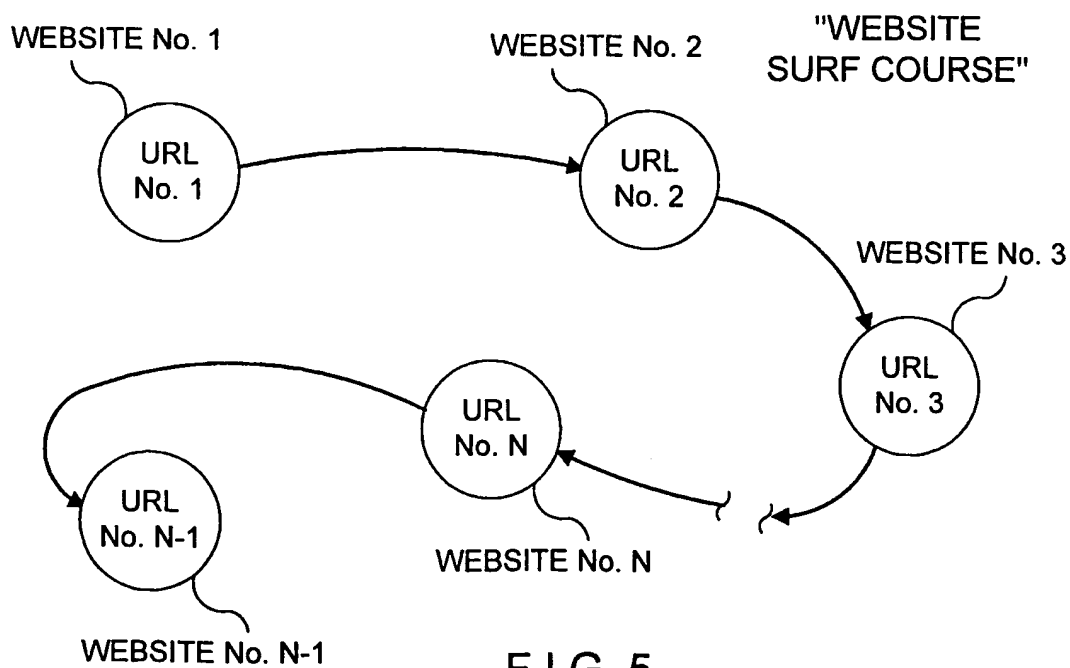 WEBSITE No. 1
WEBSITE No. 2
"WEBSITE
SURF COURSE"
URL
No. 1
URL
No. 2
WEBSITE No. 3
URL
No. 3
URL
No. N
URL
No. N-1
WEBSITE No. N
WEBSITE No. N-1
FIG. 5